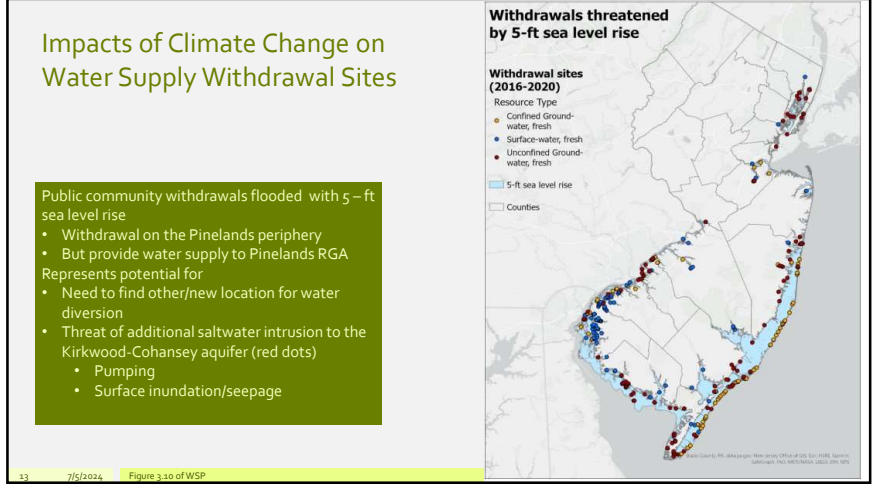 Impacts of Climate Change on
Water Supply Withdrawal Sites
Public community withdrawals flooded with 5 – ft
sea level rise
• Withdrawal on the Pinelands periphery
• But provide water supply to Pinelands RGA
Represents potential for
• Need to find other/new location for water
diversion
• Threat of additional saltwater intrusion to the
Kirkwood-Cohansey aquifer (red dots)
• Pumping
• Surface inundation/seepage
13 7/5/2024 Figure 3.10 of WSP
Withdrawals threatened
by 5-ft sea level rise
Withdrawal sites
(2016-2020)
Resource Type
Confined Ground-
water, fresh
Surface-water, fresh
Unconfined Ground-
water, fresh
5-ft sea level rise
Counties